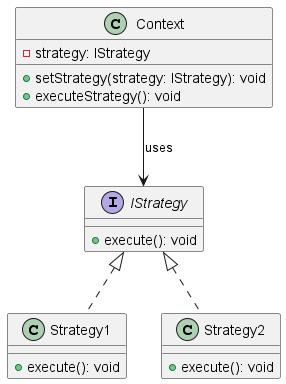 C Context
strategy: IStrategy
setStrategy(strategy: IStrategy): void
executeStrategy(): void
uses
I IStrategy
execute(): void
C Strategy1
C Strategy2
execute(): void
execute(): void